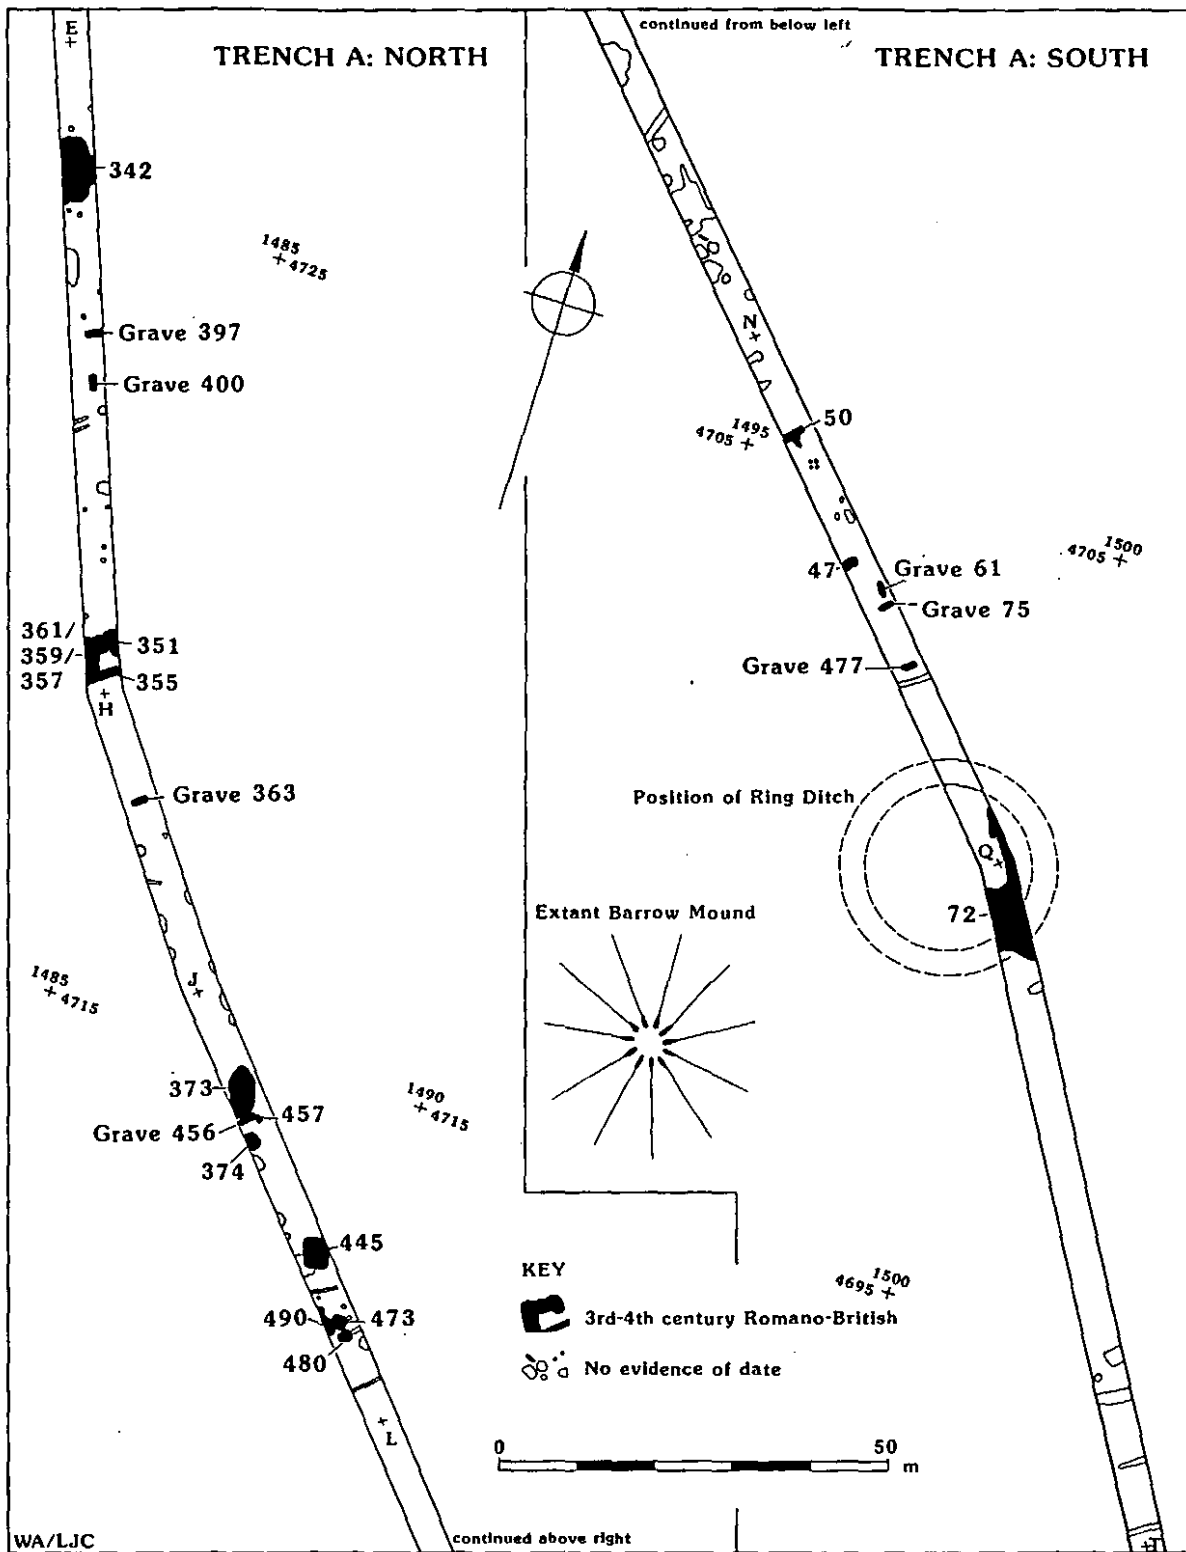 continued from below left
TRENCH A: NORTH
TRENCH A: SOUTH
E
342
1485
4725
Grave 397
Grave 400
N
50
1495
4705
1500
4705
47
Grave 61
Grave 75
Grave 477
361/
359/
357
351
355
H
Grave 363
Position of Ring Ditch
Q
72
Extant Barrow Mound
J
1485
4715
373
457
Grave 456
374
1490
4715
445
490
473
480
L
KEY
3rd-4th century Romano-British
No evidence of date
1500
4695
0
50
m
T
WA/LJC
continued above right